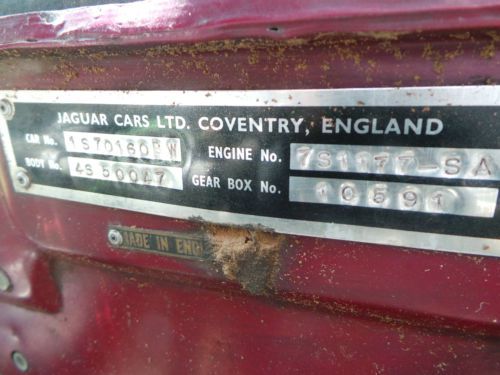 JAGUAR CARS LTD. COVENTRY, ENGLAND
CAR No. 1S70160BW ENGINE No. 7S1177-SA
BODY No. 4S50047 GEAR BOX No. 10591
MADE IN